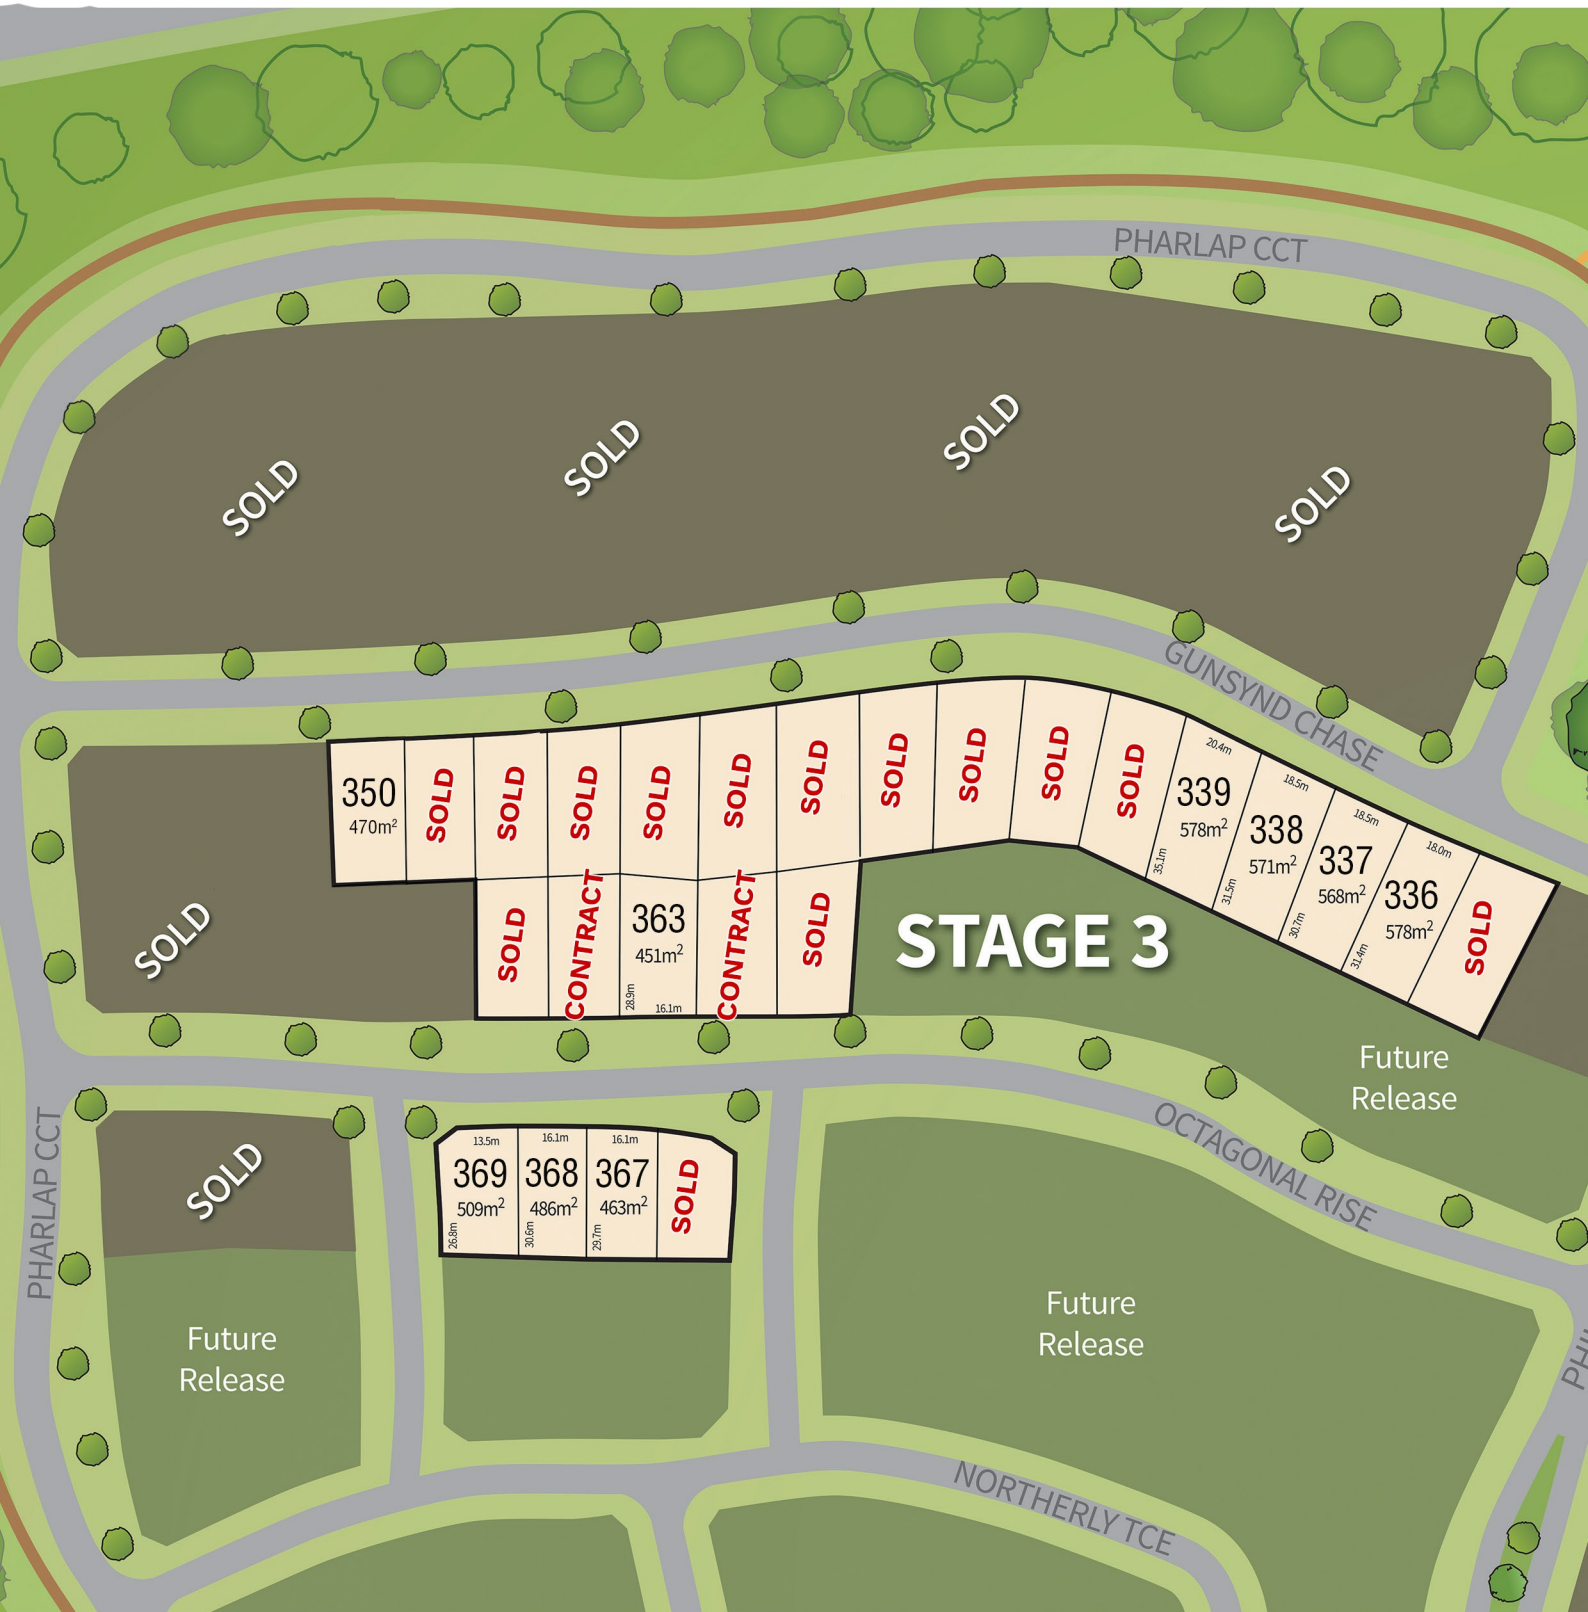 PHARLAP CCT
SOLD
SOLD
SOLD
SOLD
GUNSYND CHASE
350
470m²
SOLD
SOLD
SOLD
SOLD
SOLD
SOLD
SOLD
SOLD
SOLD
SOLD
20.4m
339
578m²
35.1m
18.5m
338
571m²
31.5m
18.5m
337
568m²
30.7m
18.0m
336
578m²
31.4m
SOLD
SOLD
SOLD
CONTRACT
363
451m²
28.9m
16.1m
CONTRACT
SOLD
STAGE 3
Future
Release
OCTAGONAL RISE
PHARLAP CCT
SOLD
Future
Release
13.5m
369
509m²
26.8m
16.1m
368
486m²
30.6m
16.1m
367
463m²
29.7m
SOLD
Future
Release
NORTHERLY TCE